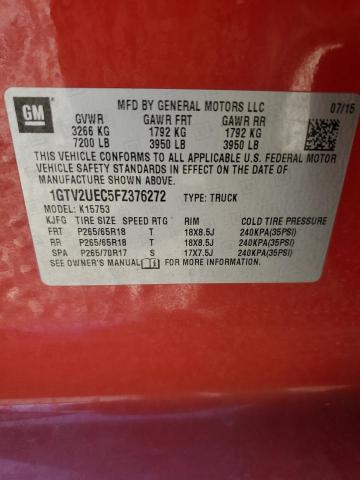 GM
MFD BY GENERAL MOTORS LLC 07/15
GVWR GAWR FRT GAWR RR
3266 KG 1792 KG 1792 KG
7200 LB 3950 LB 3950 LB
THIS VEHICLE CONFORMS TO ALL APPLICABLE U.S. FEDERAL MOTOR
VEHICLE SAFETY STANDARDS IN EFFECT ON THE DATE OF
MANUFACTURE SHOWN ABOVE.
1GTV2UEC5FZ376272 TYPE: TRUCK
MODEL: K15753
KJFG TIRE SIZE SPEED RTG RIM COLD TIRE PRESSURE
FRT P265/65R18 T 18X8.5J 240KPA(35PSI)
RR P265/65R18 T 18X8.5J 240KPA(35PSI)
SPA P265/70R17 S 17X7.5J 240KPA(35PSI)
SEE OWNER'S MANUAL FOR MORE INFORMATION.